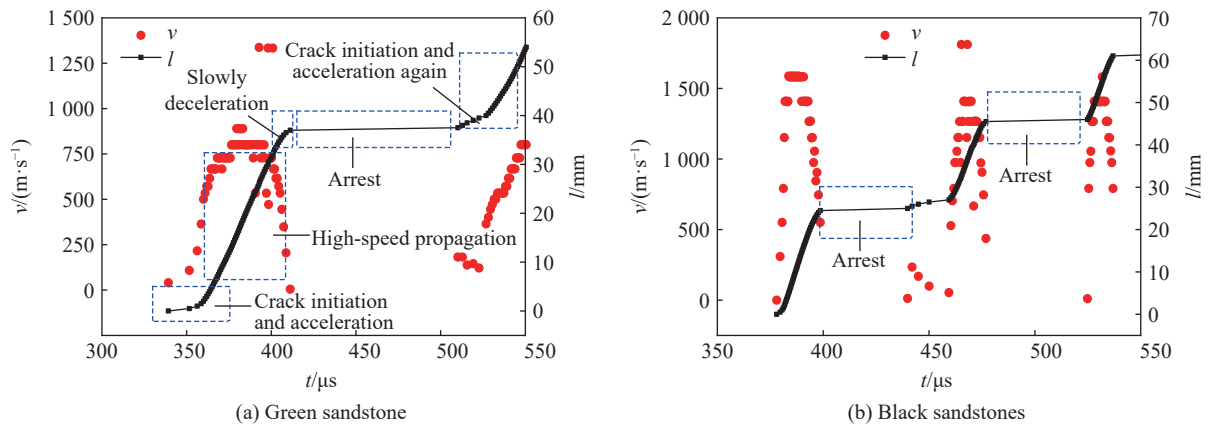 1 500
1 250
1 000
750
500
250
0
v/(m·s⁻¹)
v
l
Crack initiation and
acceleration again
Slowly
deceleration
Arrest
High-speed propagation
Crack initiation
and acceleration
60
50
40
30
20
10
0
l/mm
300
350
400
450
500
550
t/μs
(a) Green sandstone
2 000
1500
1 000
500
0
v/(m·s⁻¹)
v
l
Arrest
Arrest
70
60
50
40
30
20
10
0
l/mm
350
400
450
500
550
t/μs
(b) Black sandstones